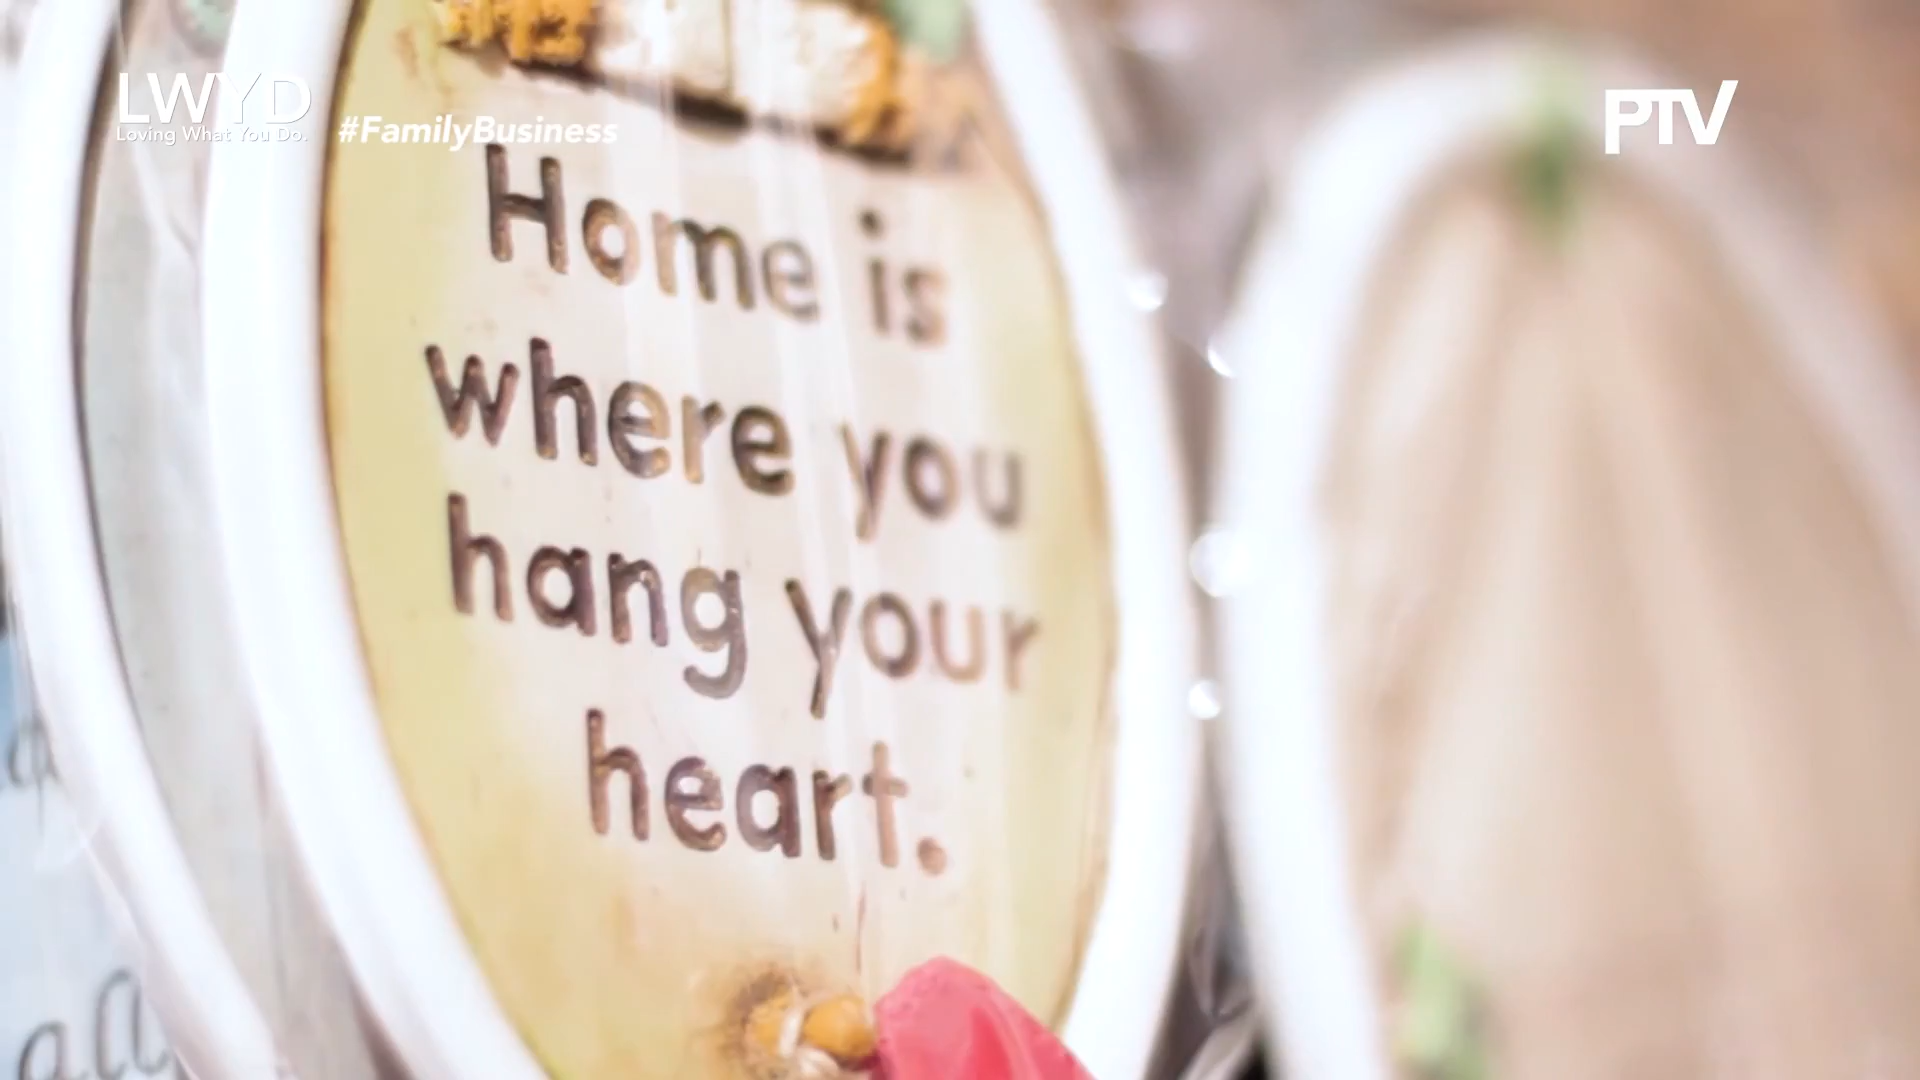 LWYD
Loving What You Do.
#FamilyBusiness
PTV
Home is
where you
hang your
heart.